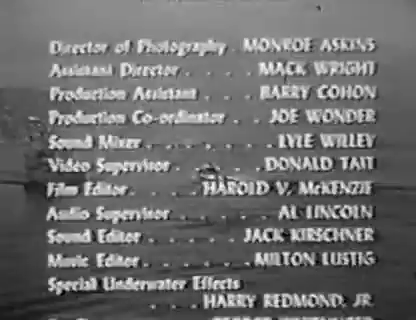 Director of Photography . MONROE ASKINS
Assistant Director . . . . . MACK WRIGHT
Production Assistant . . . . BARRY COHON
Production Co-ordinator . . . JOE WONDER
Sound Mixer . . . . . . . LYLE WILLEY
Video Supervisor . . . . . DONALD TAIT
Film Editor . . . . . HAROLD V. McKENZIE
Audio Supervisor . . . . . . AL LINCOLN
Sound Editor . . . . . JACK KIRSCHNER
Music Editor . . . . . . MILTON LUSTIG
Special Underwater Effects
. . . . HARRY REDMOND, JR.